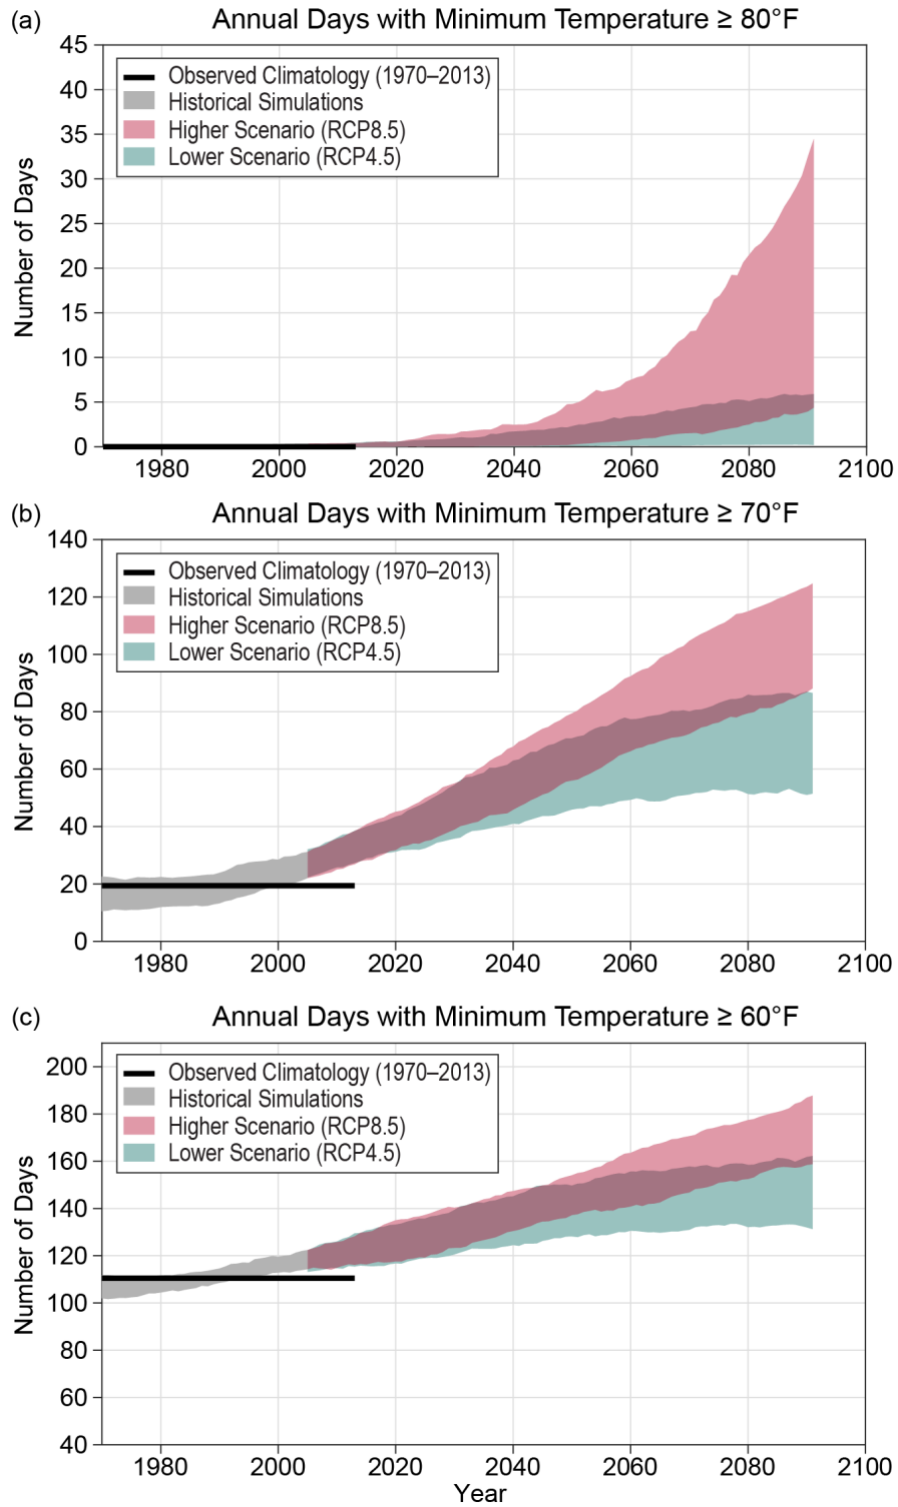 (a) Annual Days with Minimum Temperature ≥ 80°F
45
40
35
30
25
20
15
10
5
0
Number of Days
Observed Climatology (1970–2013)
Historical Simulations
Higher Scenario (RCP8.5)
Lower Scenario (RCP4.5)
1980 2000 2020 2040 2060 2080 2100
(b) Annual Days with Minimum Temperature ≥ 70°F
140
120
100
80
60
40
20
0
Number of Days
Observed Climatology (1970–2013)
Historical Simulations
Higher Scenario (RCP8.5)
Lower Scenario (RCP4.5)
1980 2000 2020 2040 2060 2080 2100
(c) Annual Days with Minimum Temperature ≥ 60°F
200
180
160
140
120
100
80
60
40
Number of Days
Observed Climatology (1970–2013)
Historical Simulations
Higher Scenario (RCP8.5)
Lower Scenario (RCP4.5)
1980 2000 2020 2040 2060 2080 2100
Year